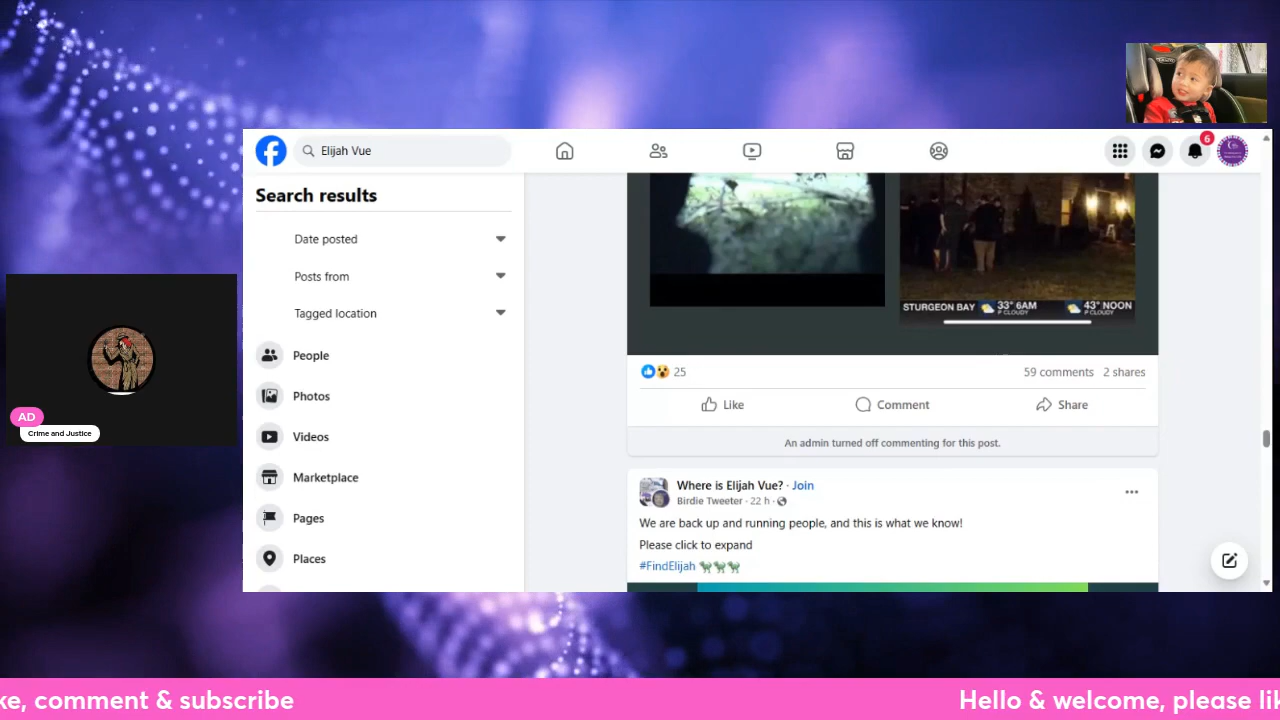 Elijah Vue
6
Search results
Date posted
Posts from
Tagged location
People
Photos
Videos
Marketplace
Pages
Places
STURGEON BAY 33° 6AM P CLOUDY 43° NOON P CLOUDY
25
59 comments 2 shares
Like Comment Share
An admin turned off commenting for this post.
Where is Elijah Vue? · Join
Birdie Tweeter · 22 h ·
We are back up and running people, and this is what we know!
Please click to expand
#FindElijah
AD
Crime and Justice
ke, comment & subscribe
Hello & welcome, please lik